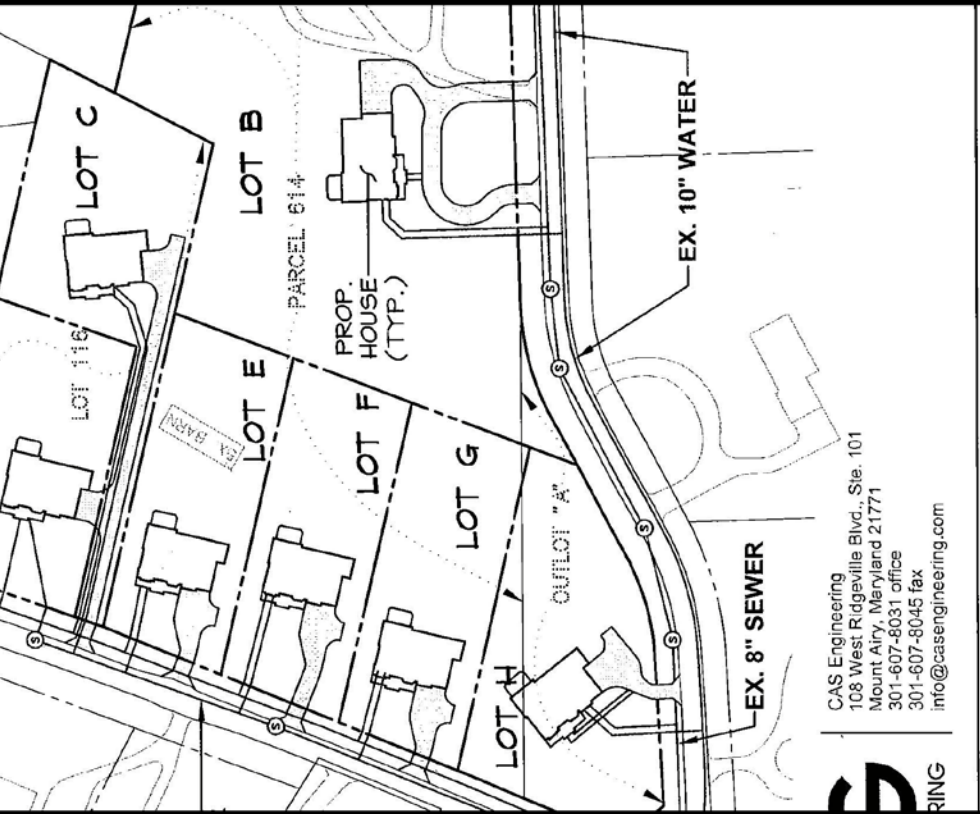 LOT C
LOT B
PARCEL 614
PROP.
HOUSE
(TYP.)
EX. 10" WATER
LOT 116
EX BARN
LOT E
LOT F
LOT G
OUTLOT "A"
LOT H
EX. 8" SEWER
S
S
S
S
S
S
CAS Engineering
108 West Ridgeville Blvd., Ste. 101
Mount Airy, Maryland 21771
301-607-8031 office
301-607-8045 fax
info@casengineering.com
RING